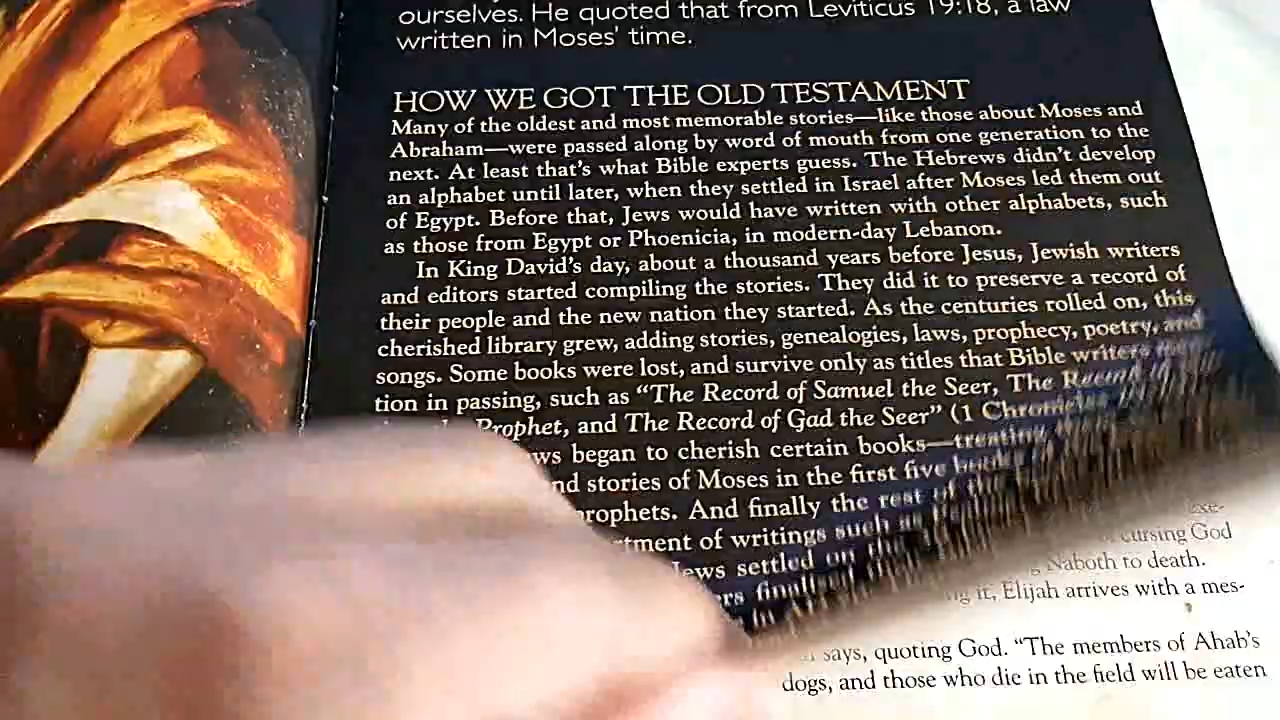 ourselves. He quoted that from Leviticus 19:18, a law
written in Moses' time.
HOW WE GOT THE OLD TESTAMENT
Many of the oldest and most memorable stories—like those about Moses and
Abraham—were passed along by word of mouth from one generation to the
next. At least that's what Bible experts guess. The Hebrews didn't develop
an alphabet until later, when they settled in Israel after Moses led them out
of Egypt. Before that, Jews would have written with other alphabets, such
as those from Egypt or Phoenicia, in modern-day Lebanon.
In King David's day, about a thousand years before Jesus, Jewish writers
and editors started compiling the stories. They did it to preserve a record of
their people and the new nation they started. As the centuries rolled on, this
cherished library grew, adding stories, genealogies, laws, prophecy, poetry, and
songs. Some books were lost, and survive only as titles that Bible writers
tion in passing, such as “The Record of Samuel the Seer, The Record
Prophet, and The Record of Gad the Seer” (1
began to cherish certain books—treating
stories of Moses in the first five
And finally the rest of
of writings such as
settled on the
cursing God
Naboth to death.
it, Elijah arrives with a mes-
says, quoting God. “The members of Ahab's
dogs, and those who die in the field will be eaten